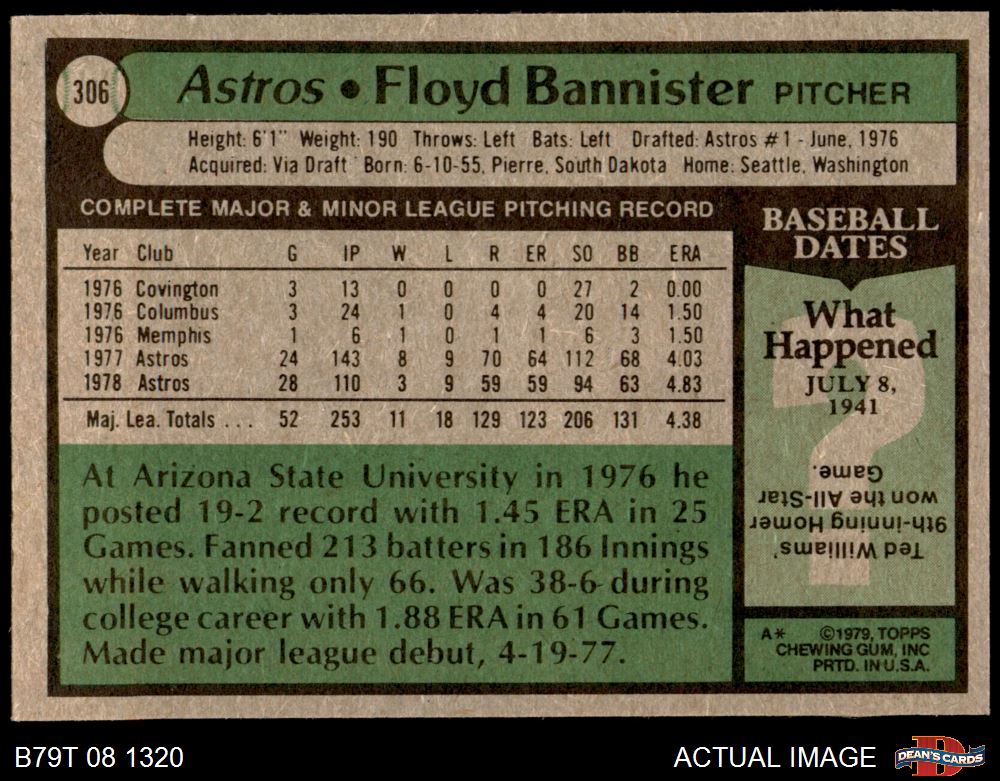 306
Astros • Floyd Bannister PITCHER
Height: 6'1" Weight: 190 Throws: Left Bats: Left Drafted: Astros #1 - June, 1976
Acquired: Via Draft Born: 6-10-55, Pierre, South Dakota Home: Seattle, Washington
COMPLETE MAJOR & MINOR LEAGUE PITCHING RECORD
Year Club G IP W L R ER SO BB ERA
1976 Covington 3 13 0 0 0 0 27 2 0.00
1976 Columbus 3 24 1 0 4 4 20 14 1.50
1976 Memphis 1 6 1 0 1 1 6 3 1.50
1977 Astros 24 143 8 9 70 64 112 68 4.03
1978 Astros 28 110 3 9 59 59 94 63 4.83
Maj. Lea. Totals . . . 52 253 11 18 129 123 206 131 4.38
At Arizona State University in 1976 he
posted 19-2 record with 1.45 ERA in 25
Games. Fanned 213 batters in 186 Innings
while walking only 66. Was 38-6 during
college career with 1.88 ERA in 61 Games.
Made major league debut, 4-19-77.
BASEBALL
DATES
What
Happened
JULY 8,
1941
?
Ted Williams'
9th-inning Homer
won the All-Star
Game.
A* ©1979, TOPPS
CHEWING GUM, INC
PRTD. IN U.S.A.
B79T 08 1320
ACTUAL IMAGE
D
DEAN'S CARDS